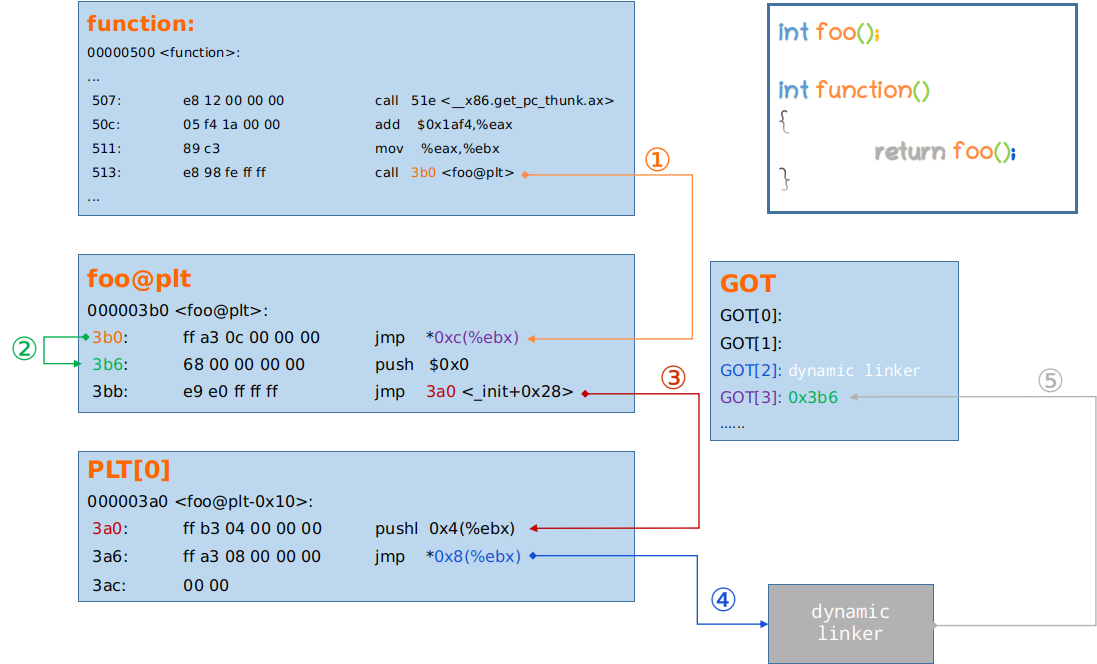 function:
00000500 <function>:
...
507: e8 12 00 00 00 call 51e <__x86.get_pc_thunk.ax>
50c: 05 f4 1a 00 00 add $0x1af4,%eax
511: 89 c3 mov %eax,%ebx
513: e8 98 fe ff ff call 3b0 <foo@plt>
...
①
int foo();
int function()
{
return foo();
}
foo@plt
000003b0 <foo@plt>:
3b0: ff a3 0c 00 00 00 jmp *0xc(%ebx)
3b6: 68 00 00 00 00 push $0x0
3bb: e9 e0 ff ff ff jmp 3a0 <_init+0x28>
②
③
GOT
GOT[0]:
GOT[1]:
GOT[2]: dynamic linker
GOT[3]: 0x3b6
......
⑤
PLT[0]
000003a0 <foo@plt-0x10>:
3a0: ff b3 04 00 00 00 pushl 0x4(%ebx)
3a6: ff a3 08 00 00 00 jmp *0x8(%ebx)
3ac: 00 00
④
dynamic
linker